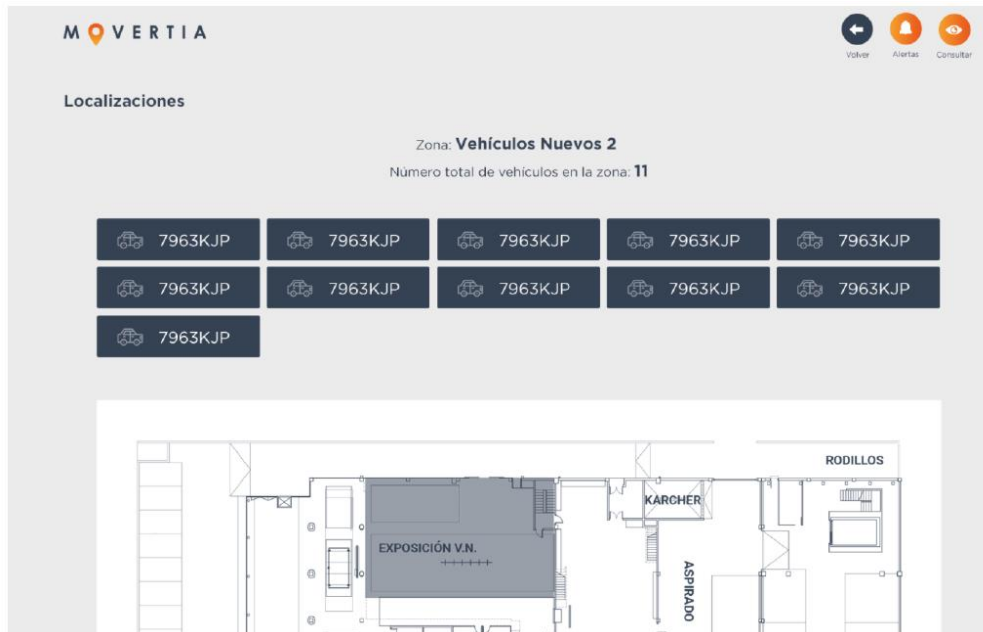 MOVERTIA
Volver Alertas Consultar
Localizaciones
Zona: Vehículos Nuevos 2
Número total de vehículos en la zona: 11
7963KJP 7963KJP 7963KJP 7963KJP 7963KJP
7963KJP 7963KJP 7963KJP 7963KJP 7963KJP
7963KJP
RODILLOS
KARCHER
EXPOSICIÓN V.N.
ASPIRADO